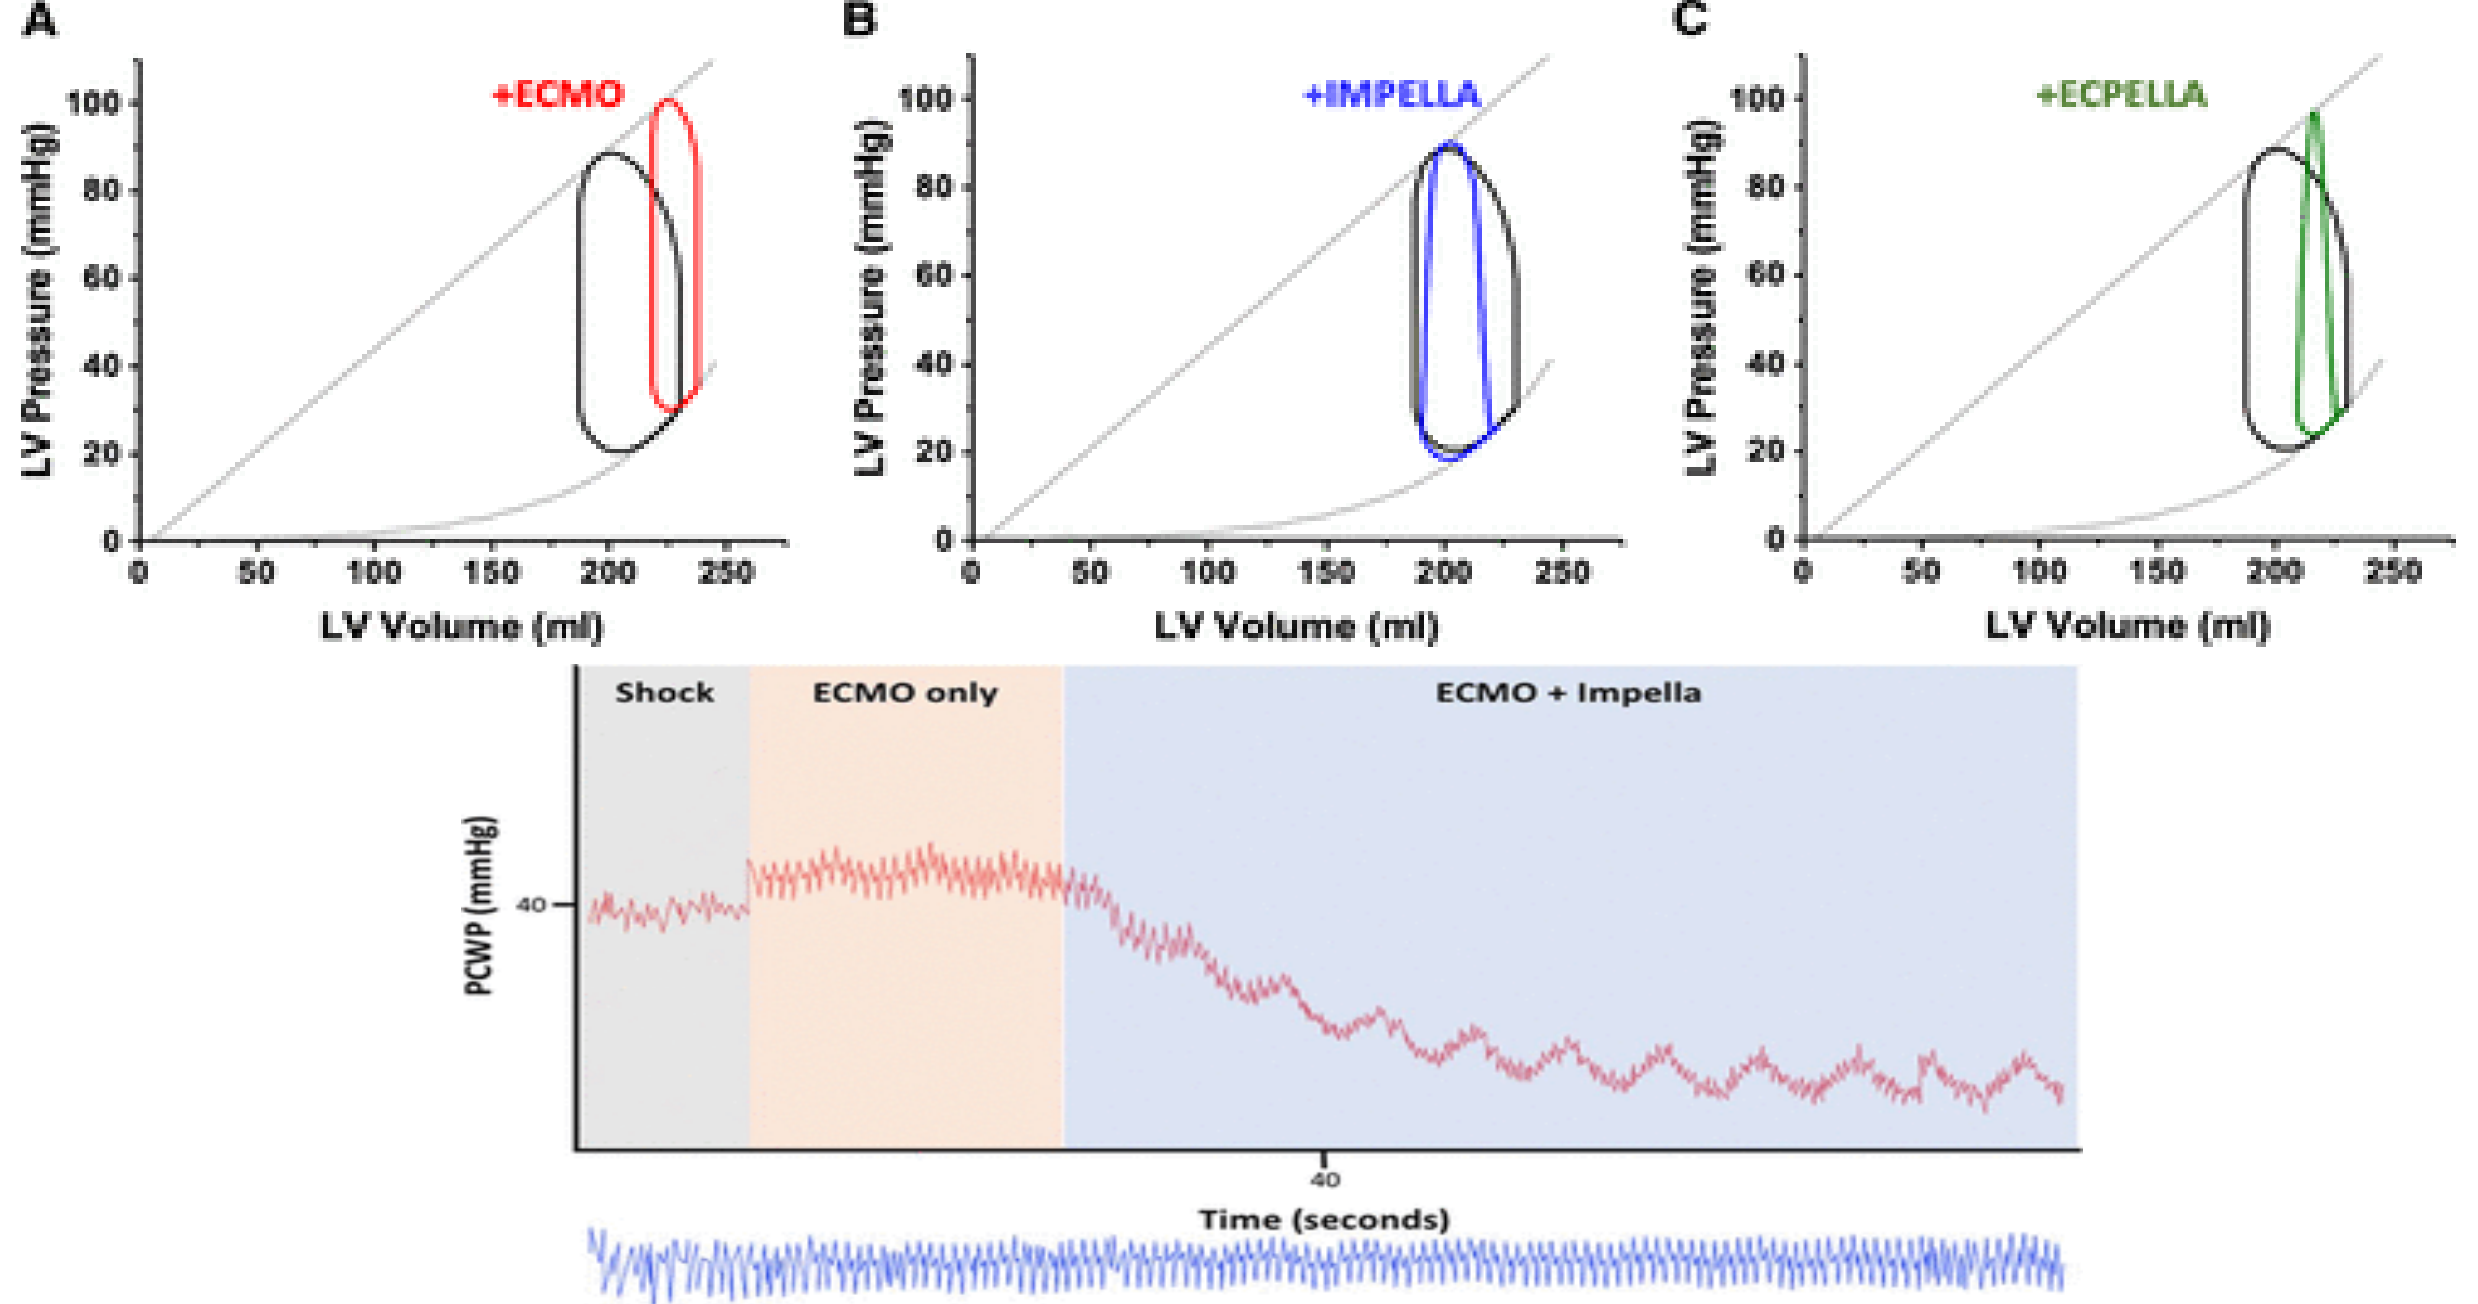 A
B
C
+ECMO
+IMPELLA
+ECPELLA
LV Pressure (mmHg)
100
80
60
40
20
0
0 50 100 150 200 250
LV Volume (ml)
LV Pressure (mmHg)
100
80
60
40
20
0
0 50 100 150 200 250
LV Volume (ml)
LV Pressure (mmHg)
100
80
60
40
20
0
0 50 100 150 200 250
LV Volume (ml)
Shock
ECMO only
ECMO + Impella
PCWP (mmHg)
40
40
Time (seconds)